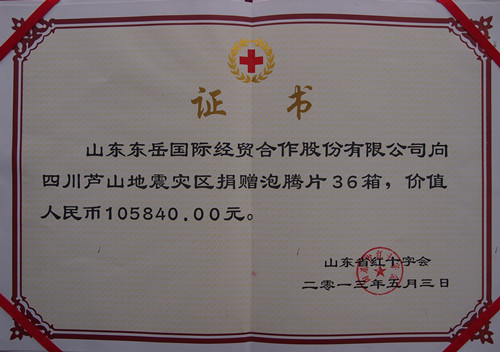 证书
山东东岳国际经贸合作股份有限公司向
四川芦山地震灾区捐赠泡腾片36箱，价值
人民币105840.00元。
山东省红十字会
二零一三年五月三日